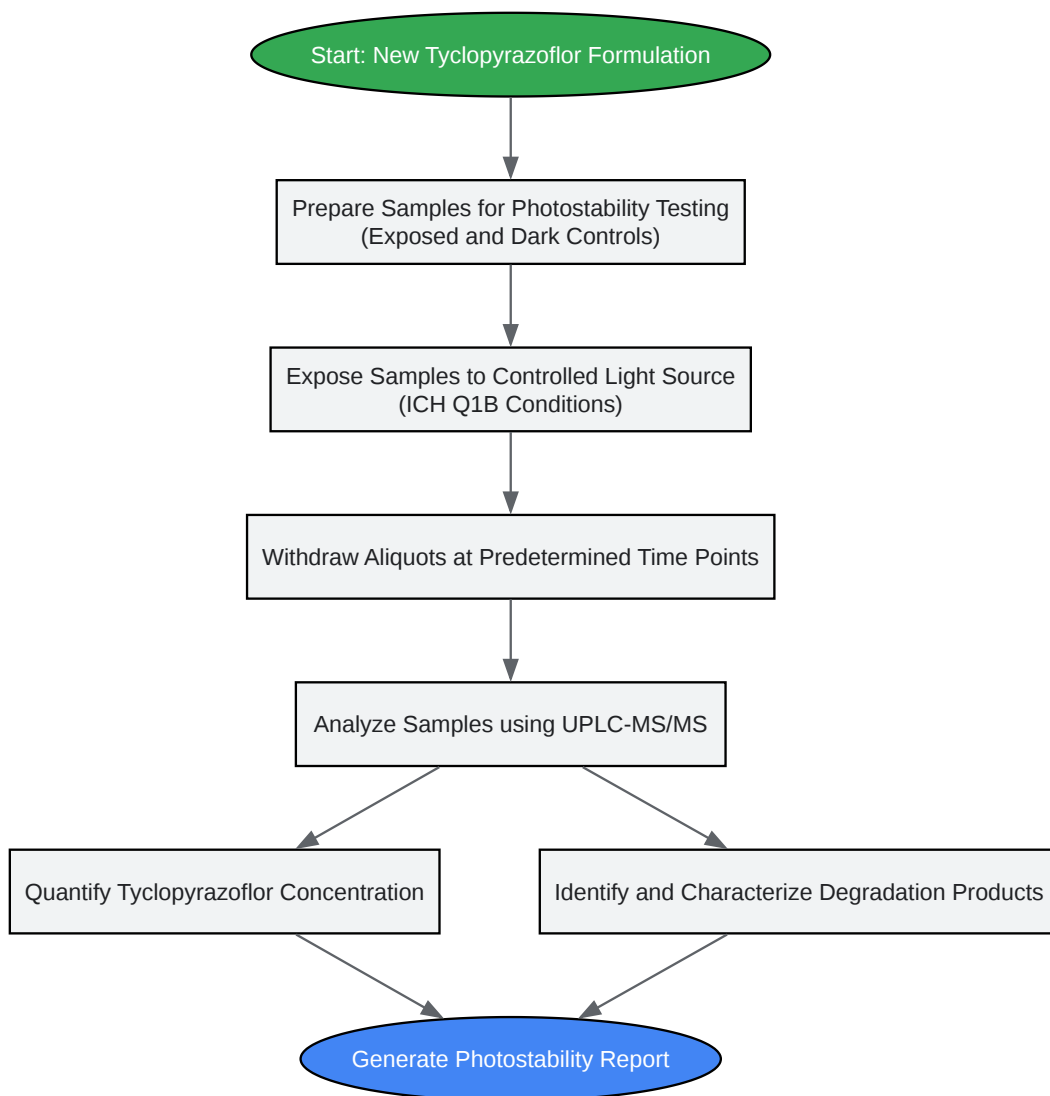 Start: New Tyclopyrazoflor Formulation
Prepare Samples for Photostability Testing
(Exposed and Dark Controls)
Expose Samples to Controlled Light Source
(ICH Q1B Conditions)
Withdraw Aliquots at Predetermined Time Points
Analyze Samples using UPLC-MS/MS
Quantify Tyclopyrazoflor Concentration
Identify and Characterize Degradation Products
Generate Photostability Report